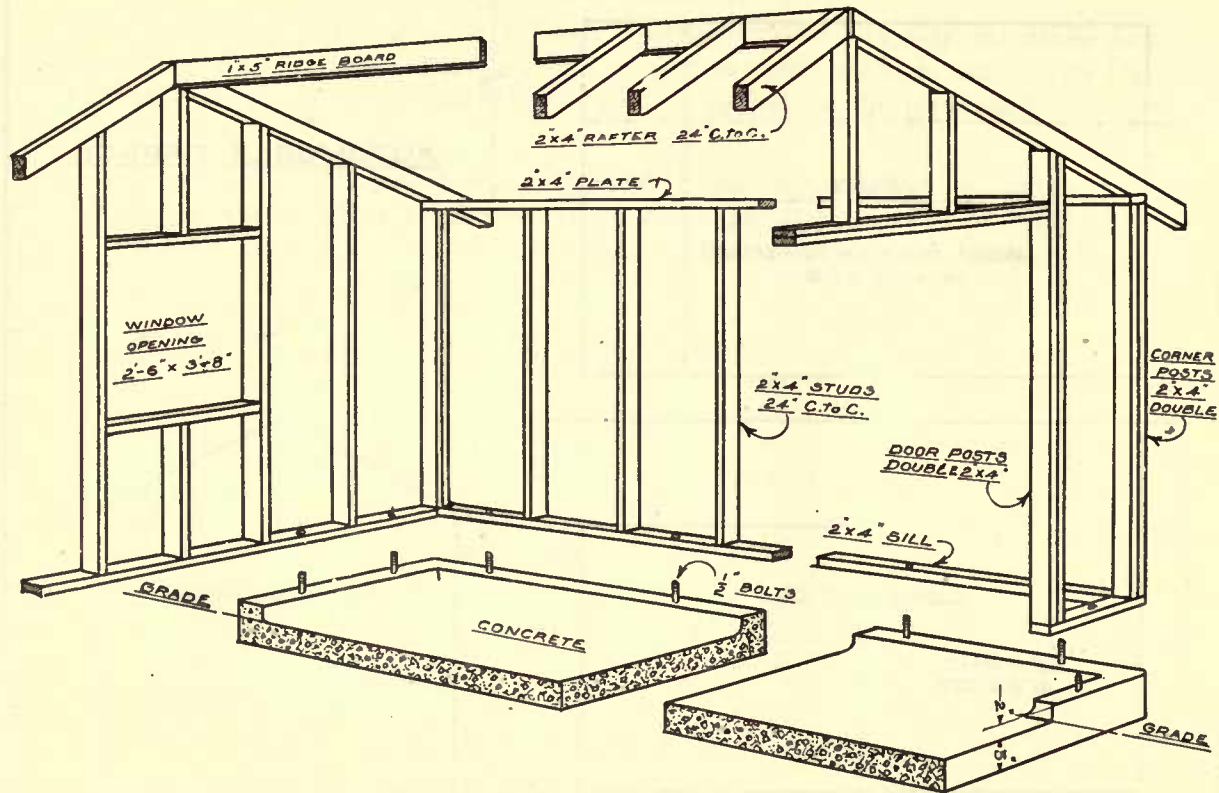 1"x5" RIDGE BOARD
2"x4" RAFTER 24" C. to C.
2"x4" PLATE
WINDOW
OPENING
2'-6" x 3'-8"
2"x4" STUDS
24" C. to C.
CORNER
POSTS
2"x4"
DOUBLE
DOOR POSTS
DOUBLE 2x4"
2"x4" SILL
GRADE
1/2" BOLTS
CONCRETE
2"
GRADE